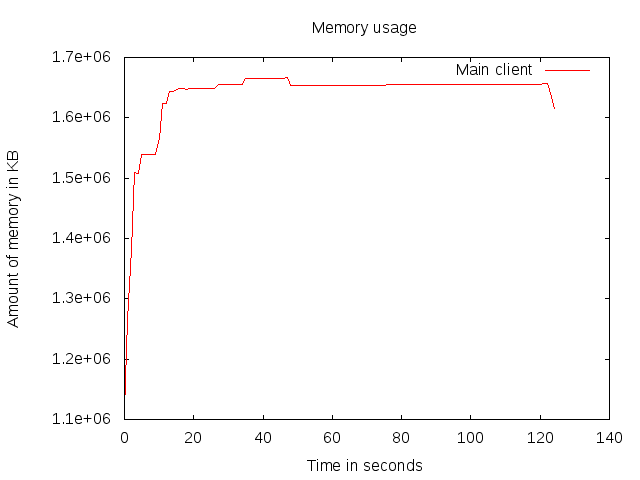 Memory usage
Main client
1.7e+06
1.6e+06
1.5e+06
1.4e+06
1.3e+06
1.2e+06
1.1e+06
Amount of memory in KB
0 20 40 60 80 100 120 140
Time in seconds